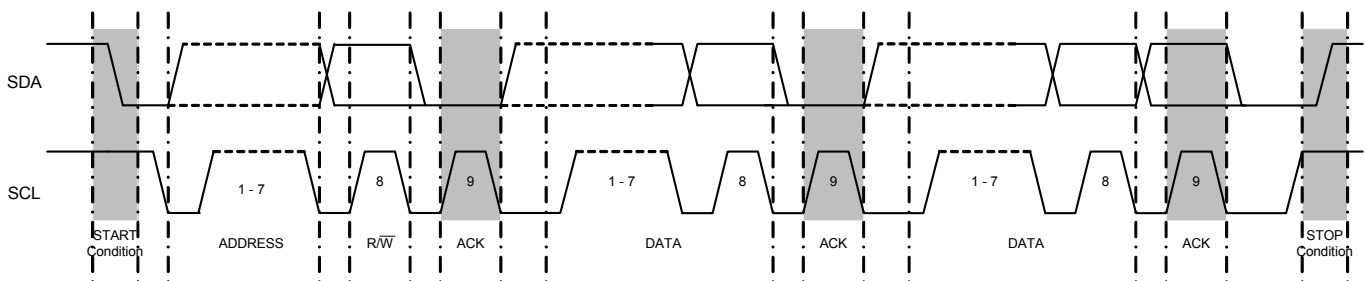 SDA
SCL
1 - 7
8
9
1 - 7
8
9
1 - 7
8
9
START
Condition
ADDRESS
R/W̅
ACK
DATA
ACK
DATA
ACK
STOP
Condition